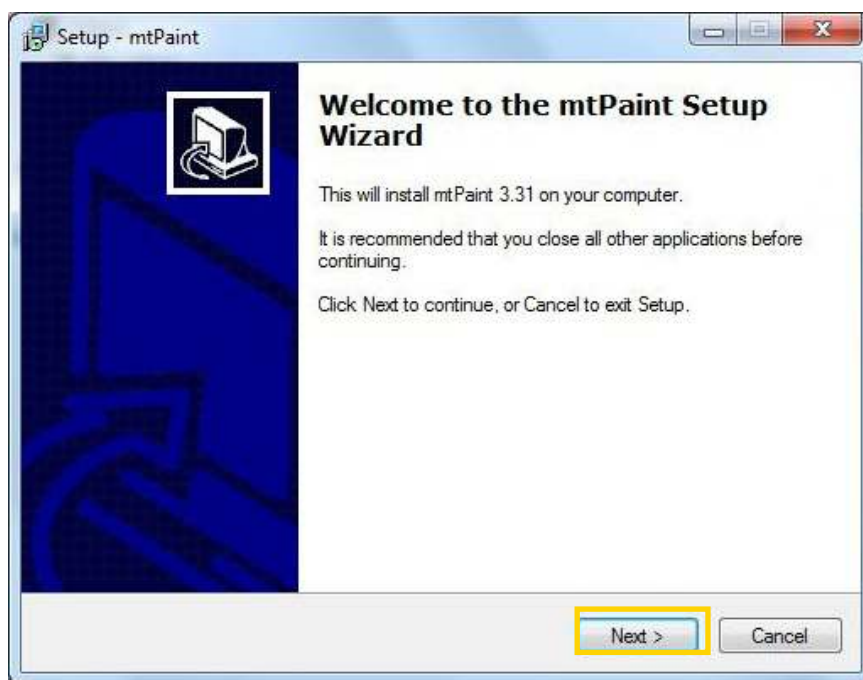 Setup - mtPaint
Welcome to the mtPaint Setup
Wizard
This will install mtPaint 3.31 on your computer.
It is recommended that you close all other applications before
continuing.
Click Next to continue, or Cancel to exit Setup.
Next >
Cancel